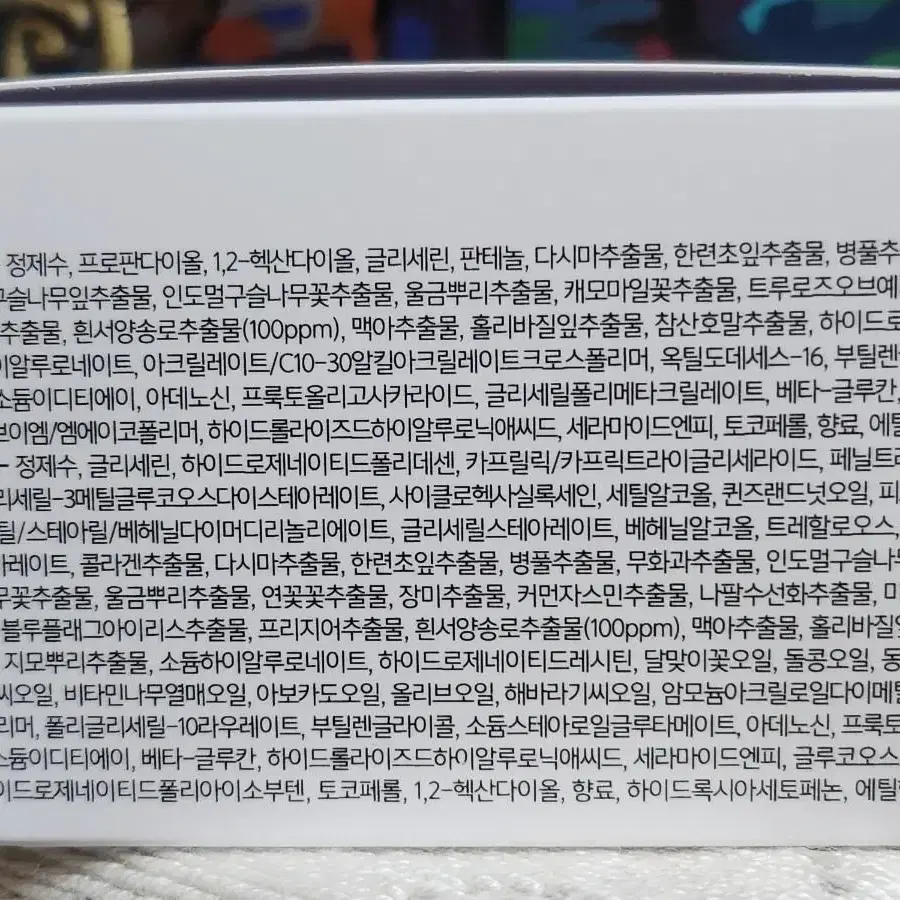 정제수, 프로판다이올, 1,2-헥산다이올, 글리세린, 판테놀, 다시마추출물, 한련초잎추출물, 병풀추
구슬나무잎추출물, 인도멀구슬나무꽃추출물, 울금뿌리추출물, 캐모마일꽃추출물, 트루로즈오브예
추출물, 흰서양송로추출물(100ppm), 맥아추출물, 홀리바질잎추출물, 참산호말추출물, 하이드로
이알루로네이트, 아크릴레이트/C10-30알킬아크릴레이트크로스폴리머, 옥틸도데세스-16, 부틸렌
소듐이디티에이, 아데노신, 프룩토올리고사카라이드, 글리세릴폴리메타크릴레이트, 베타-글루칸,
브이엠/엠에이코폴리머, 하이드롤라이즈드하이알루로닉애씨드, 세라마이드엔피, 토코페롤, 향료, 에틸
- 정제수, 글리세린, 하이드로제네이티드폴리데센, 카프릴릭/카프릭트라이글리세라이드, 페닐트
리세릴-3메틸글루코오스다이스테아레이트, 사이클로헥사실록세인, 세틸알코올, 퀸즈랜드넛오일, 피
틸/스테아릴/베헤닐다이머디리놀리에이트, 글리세릴스테아레이트, 베헤닐알코올, 트레할로오스,
아레이트, 콜라겐추출물, 다시마추출물, 한련초잎추출물, 병풀추출물, 무화과추출물, 인도멀구슬나
무꽃추출물, 울금뿌리추출물, 연꽃꽃추출물, 장미추출물, 커먼자스민추출물, 나팔수선화추출물, 마
블루플래그아이리스추출물, 프리지어추출물, 흰서양송로추출물(100ppm), 맥아추출물, 홀리바질잎
지모뿌리추출물, 소듐하이알루로네이트, 하이드로제네이티드레시틴, 달맞이꽃오일, 돌콩오일, 동
씨오일, 비타민나무열매오일, 아보카도오일, 올리브오일, 해바라기씨오일, 암모늄아크릴로일다이메틸
리머, 폴리글리세릴-10라우레이트, 부틸렌글라이콜, 소듐스테아로일글루타메이트, 아데노신, 프룩토
소듐이디티에이, 베타-글루칸, 하이드롤라이즈드하이알루로닉애씨드, 세라마이드엔피, 글루코오스
이드로제네이티드폴리아이소부텐, 토코페롤, 1,2-헥산다이올, 향료, 하이드록시아세토페논, 에틸